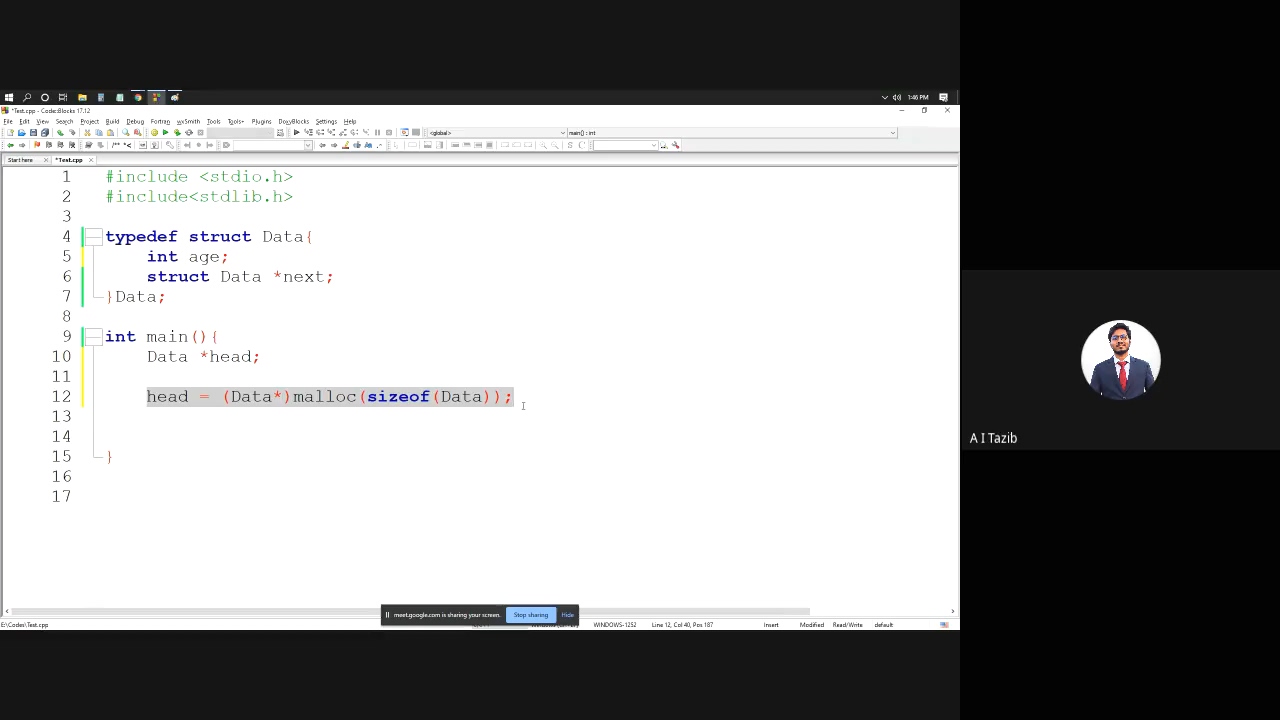 1:46 PM
*Test.cpp - Code::Blocks 17.12
File Edit View Search Project Build Debug Fortran wxSmith Tools Tools+ Plugins DoxyBlocks Settings Help
<global>
main() : int
Start here
*Test.cpp
1 #include <stdio.h>
2 #include<stdlib.h>
3
4 typedef struct Data{
5 int age;
6 struct Data *next;
7 }Data;
8
9 int main(){
10 Data *head;
11
12 head = (Data*)malloc(sizeof(Data));
13
14
15 }
16
17
A I Tazib
meet.google.com is sharing your screen. Stop sharing Hide
E:\Codes\Test.cpp WINDOWS-1252 Line 12, Col 40, Pos 187 Insert Modified Read/Write default